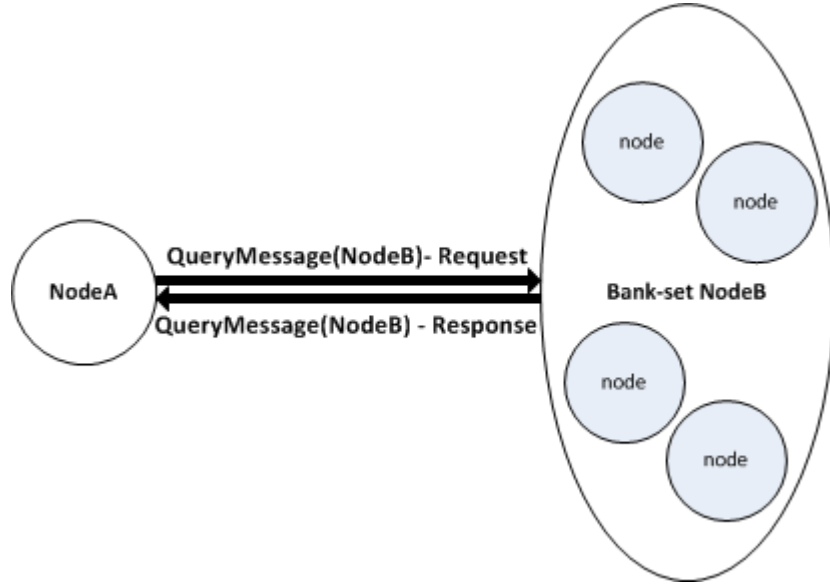 node
node
QueryMessage(NodeB)- Request
NodeA
Bank-set NodeB
QueryMessage(NodeB) - Response
node
node